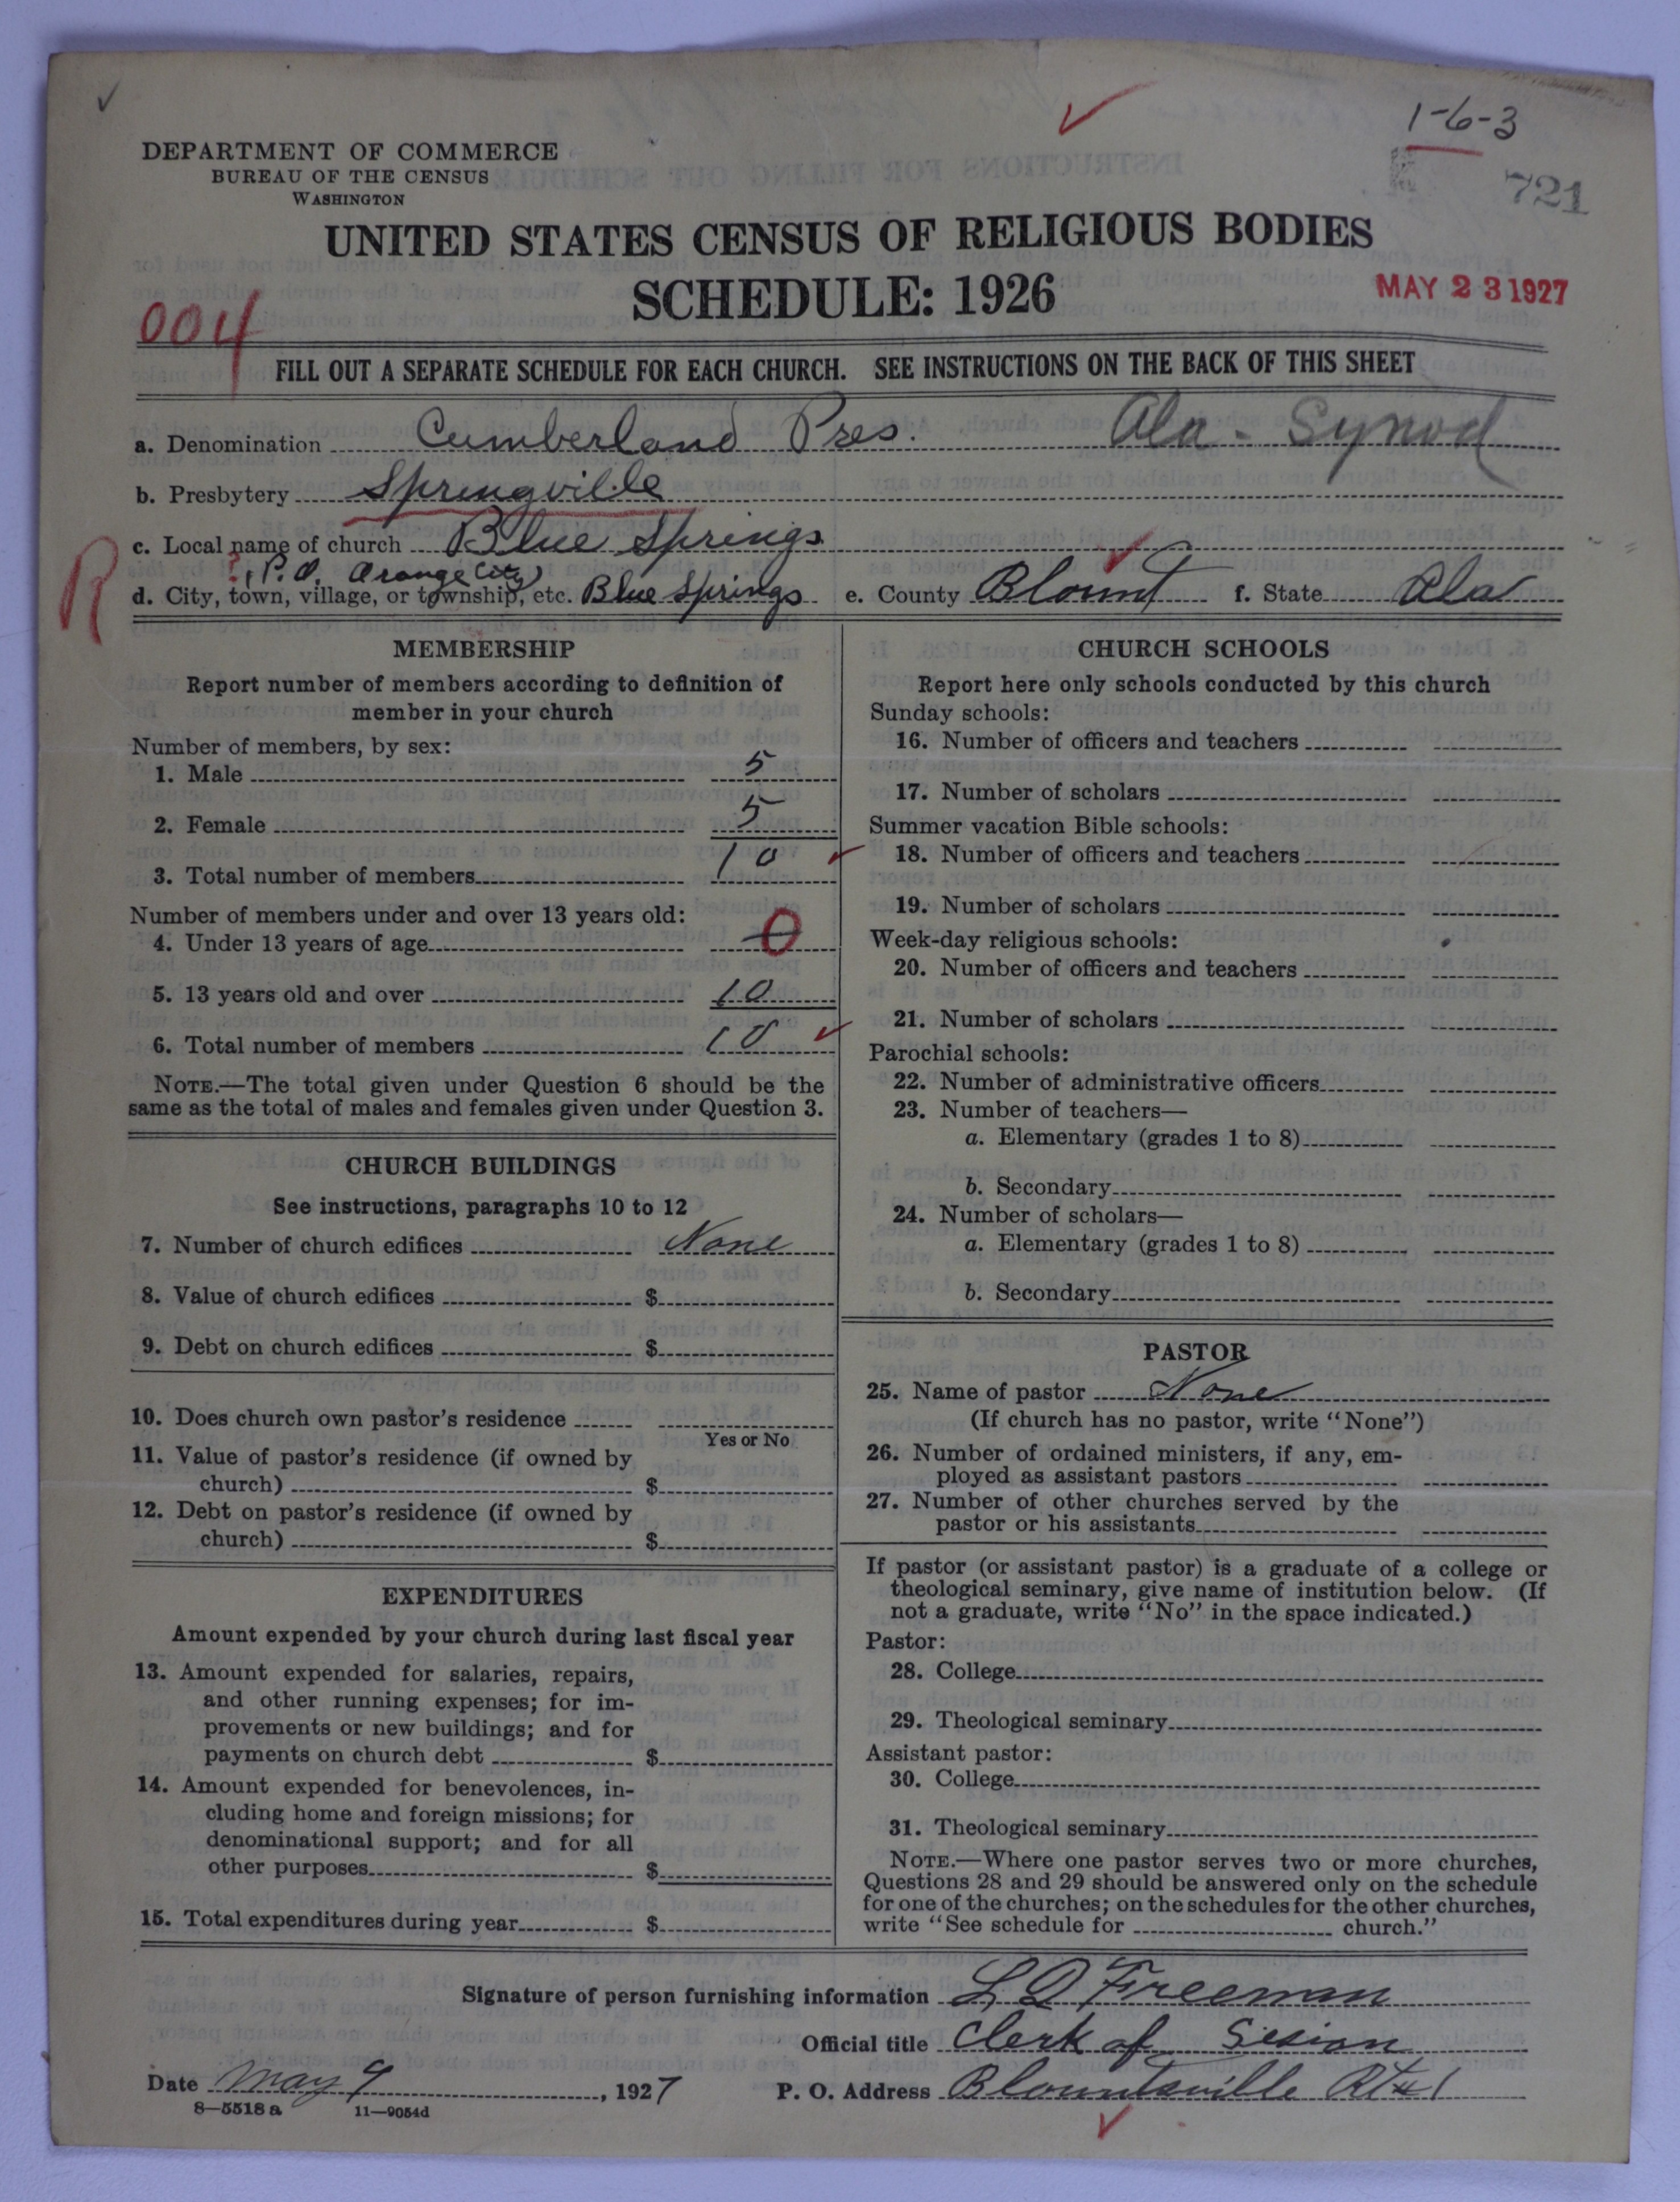 1-6-3
DEPARTMENT OF COMMERCE
BUREAU OF THE CENSUS
WASHINGTON
721
UNITED STATES CENSUS OF RELIGIOUS BODIES
SCHEDULE: 1926
MAY 23 1927
004
FILL OUT A SEPARATE SCHEDULE FOR EACH CHURCH. SEE INSTRUCTIONS ON THE BACK OF THIS SHEET
a. Denomination Cumberland Pres. Ala - Synod
b. Presbytery Springville
c. Local name of church Blue Springs
R ? (P.O. Orange City)
d. City, town, village, or township, etc. Blue Springs e. County Blount f. State Ala
MEMBERSHIP
Report number of members according to definition of
member in your church
Number of members, by sex:
1. Male 5
2. Female 5
3. Total number of members 10
Number of members under and over 13 years old:
4. Under 13 years of age 0
5. 13 years old and over 10
6. Total number of members 10
NOTE.—The total given under Question 6 should be the
same as the total of males and females given under Question 3.
CHURCH BUILDINGS
See instructions, paragraphs 10 to 12
7. Number of church edifices None
8. Value of church edifices $
9. Debt on church edifices $
10. Does church own pastor's residence
Yes or No
11. Value of pastor's residence (if owned by
church) $
12. Debt on pastor's residence (if owned by
church) $
EXPENDITURES
Amount expended by your church during last fiscal year
13. Amount expended for salaries, repairs,
and other running expenses; for im-
provements or new buildings; and for
payments on church debt $
14. Amount expended for benevolences, in-
cluding home and foreign missions; for
denominational support; and for all
other purposes $
15. Total expenditures during year $
CHURCH SCHOOLS
Report here only schools conducted by this church
Sunday schools:
16. Number of officers and teachers
17. Number of scholars
Summer vacation Bible schools:
18. Number of officers and teachers
19. Number of scholars
Week-day religious schools:
20. Number of officers and teachers
21. Number of scholars
Parochial schools:
22. Number of administrative officers
23. Number of teachers—
a. Elementary (grades 1 to 8)
b. Secondary
24. Number of scholars—
a. Elementary (grades 1 to 8)
b. Secondary
PASTOR
25. Name of pastor None
(If church has no pastor, write "None")
26. Number of ordained ministers, if any, em-
ployed as assistant pastors
27. Number of other churches served by the
pastor or his assistants
If pastor (or assistant pastor) is a graduate of a college or
theological seminary, give name of institution below. (If
not a graduate, write "No" in the space indicated.)
Pastor:
28. College
29. Theological seminary
Assistant pastor:
30. College
31. Theological seminary
NOTE.—Where one pastor serves two or more churches,
Questions 28 and 29 should be answered only on the schedule
for one of the churches; on the schedules for the other churches,
write "See schedule for church."
Signature of person furnishing information L D Freeman
Official title Clerk of Sesion
Date May 9, 1927 P. O. Address Blountsville Rt #1
8—5518 a 11—9054d